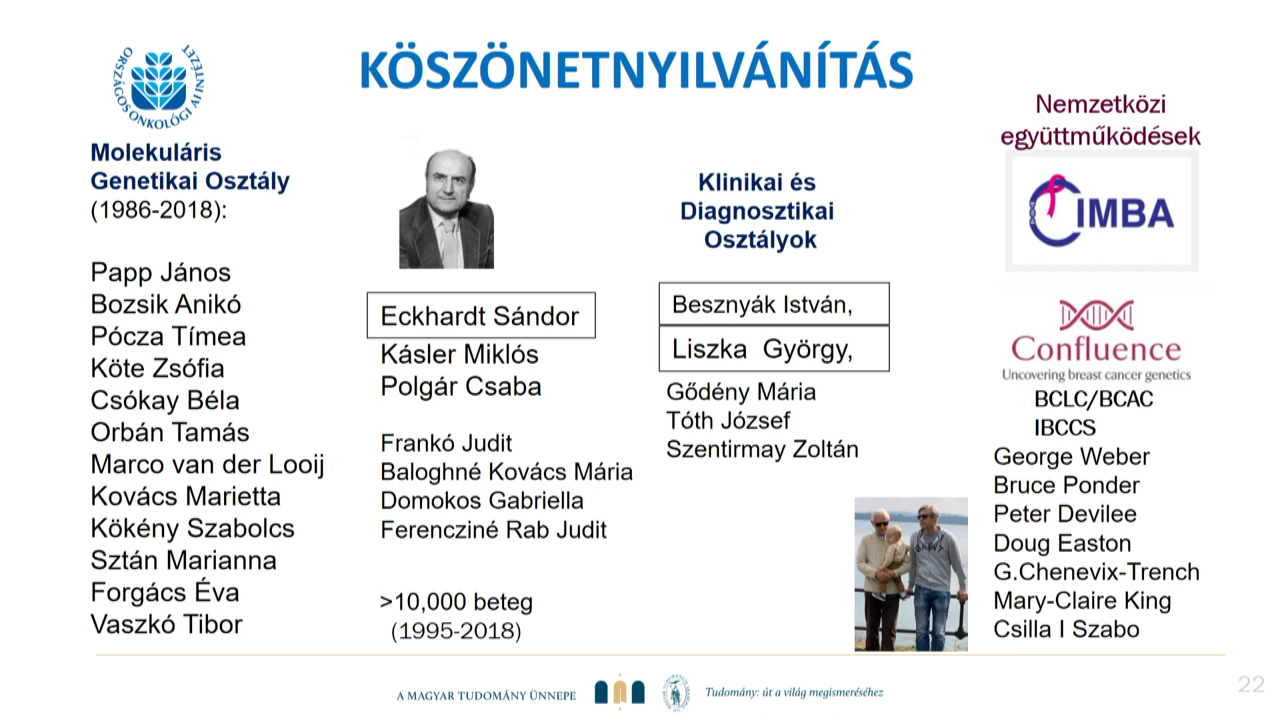 KÖSZÖNETNYILVÁNÍTÁS
ORSZÁGOS ONKOLÓGIAI INTÉZET
Molekuláris
Genetikai Osztály
(1986-2018):
Papp János
Bozsik Anikó
Pócza Tímea
Köte Zsófia
Csókay Béla
Orbán Tamás
Marco van der Looij
Kovács Marietta
Kökény Szabolcs
Sztán Marianna
Forgács Éva
Vaszkó Tibor
Eckhardt Sándor
Kásler Miklós
Polgár Csaba
Frankó Judit
Baloghné Kovács Mária
Domokos Gabriella
Ferencziné Rab Judit
>10,000 beteg
(1995-2018)
Klinikai és
Diagnosztikai
Osztályok
Besznyák István,
Liszka György,
Gődény Mária
Tóth József
Szentirmay Zoltán
Nemzetközi
együttműködések
CIMBA
Confluence
Uncovering breast cancer genetics
BCLC/BCAC
IBCCS
George Weber
Bruce Ponder
Peter Devilee
Doug Easton
G.Chenevix-Trench
Mary-Claire King
Csilla I Szabo
A MAGYAR TUDOMÁNY ÜNNEPE
Tudomány: út a világ megismeréséhez
22